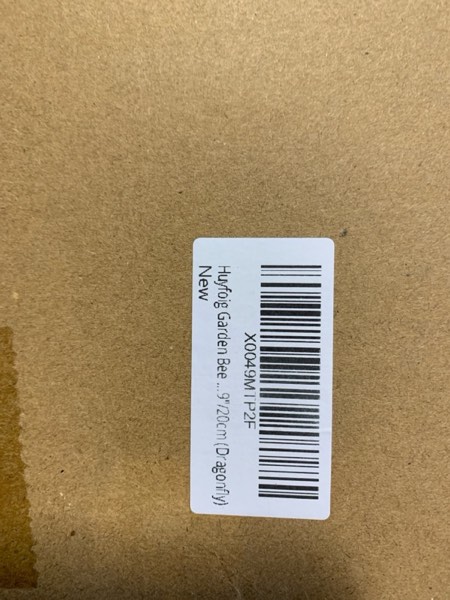 X0049MTP2F
Huyfoig Garden Bee ... 9"/20cm (Dragonfly)
New